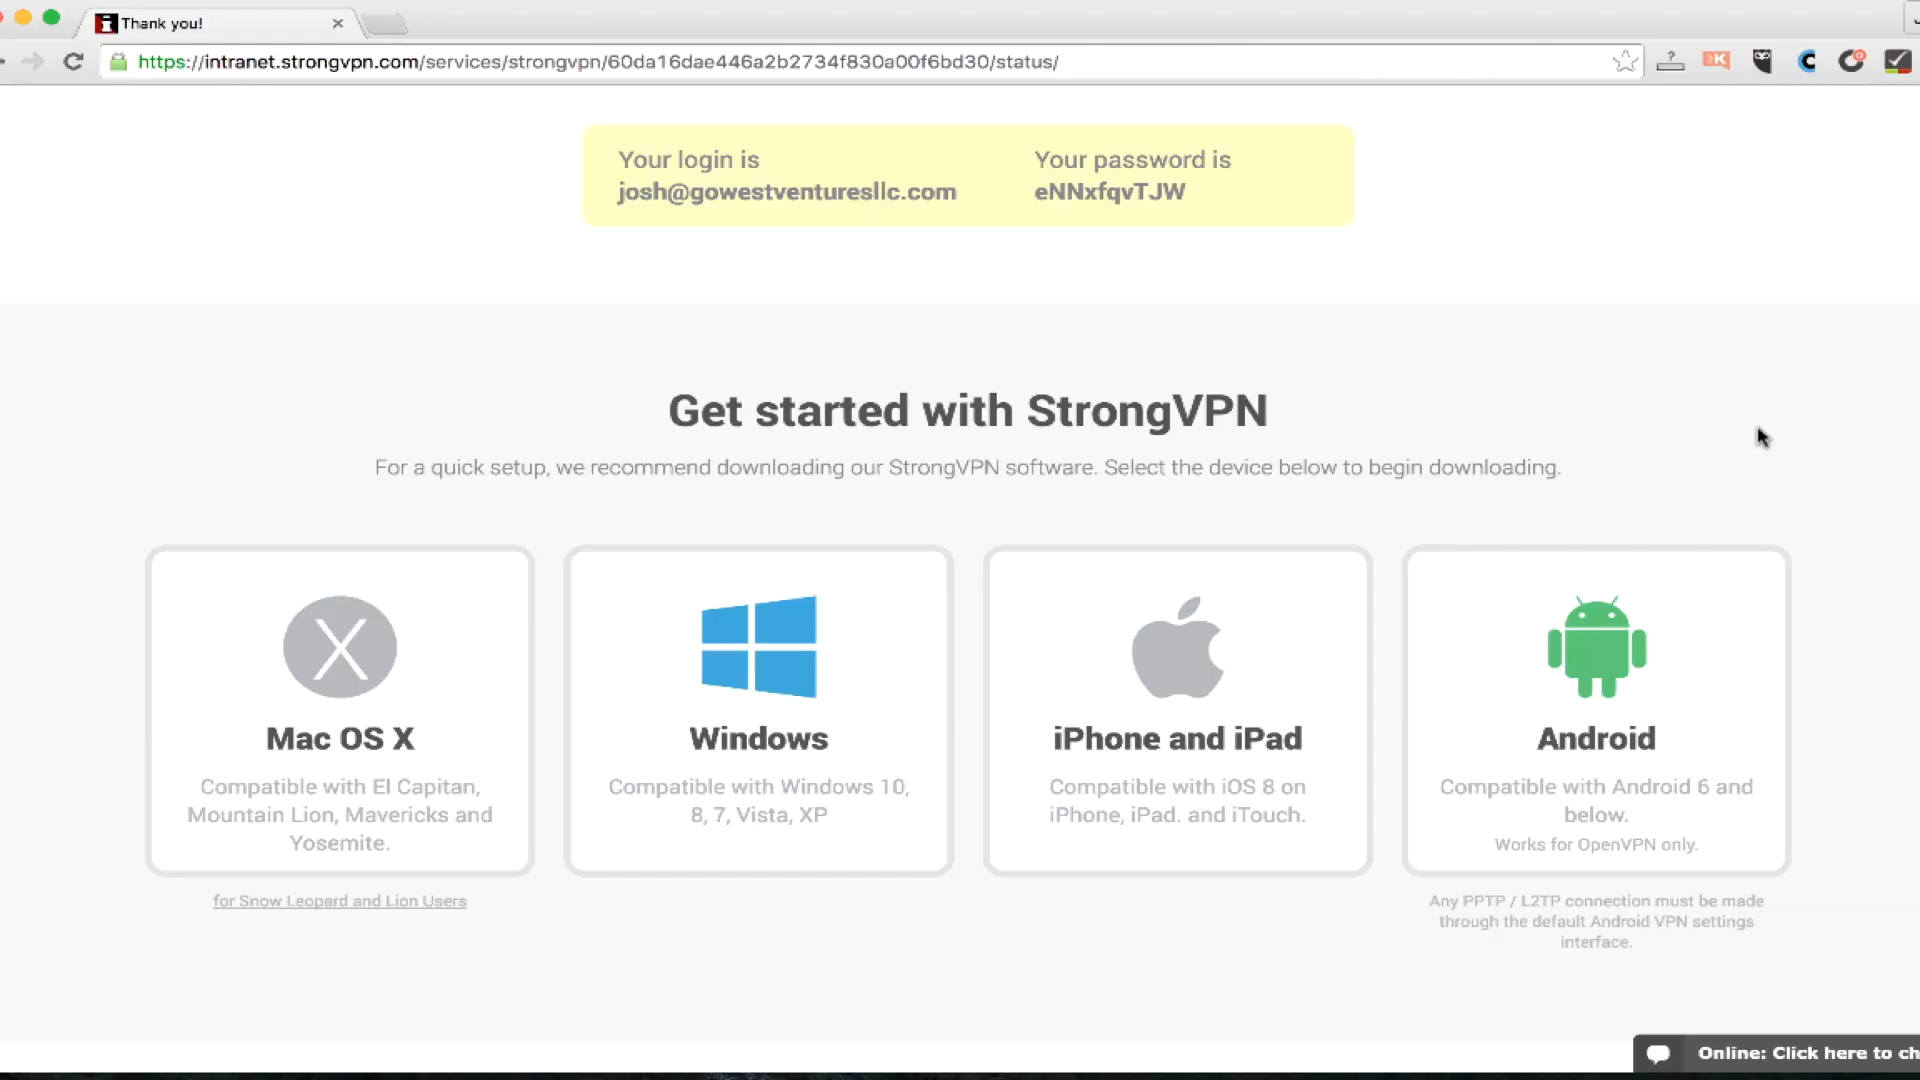 Thank you!
https://intranet.strongvpn.com/services/strongvpn/60da16dae446a2b2734f830a00f6bd30/status/
Your login is
josh@gowestventuresllc.com
Your password is
eNNxfqvTJW
Get started with StrongVPN
For a quick setup, we recommend downloading our StrongVPN software. Select the device below to begin downloading.
Mac OS X
Compatible with El Capitan,
Mountain Lion, Mavericks and
Yosemite.
for Snow Leopard and Lion Users
Windows
Compatible with Windows 10,
8, 7, Vista, XP
iPhone and iPad
Compatible with iOS 8 on
iPhone, iPad. and iTouch.
Android
Compatible with Android 6 and
below.
Works for OpenVPN only.
Any PPTP / L2TP connection must be made
through the default Android VPN settings
interface.
Online: Click here to ch